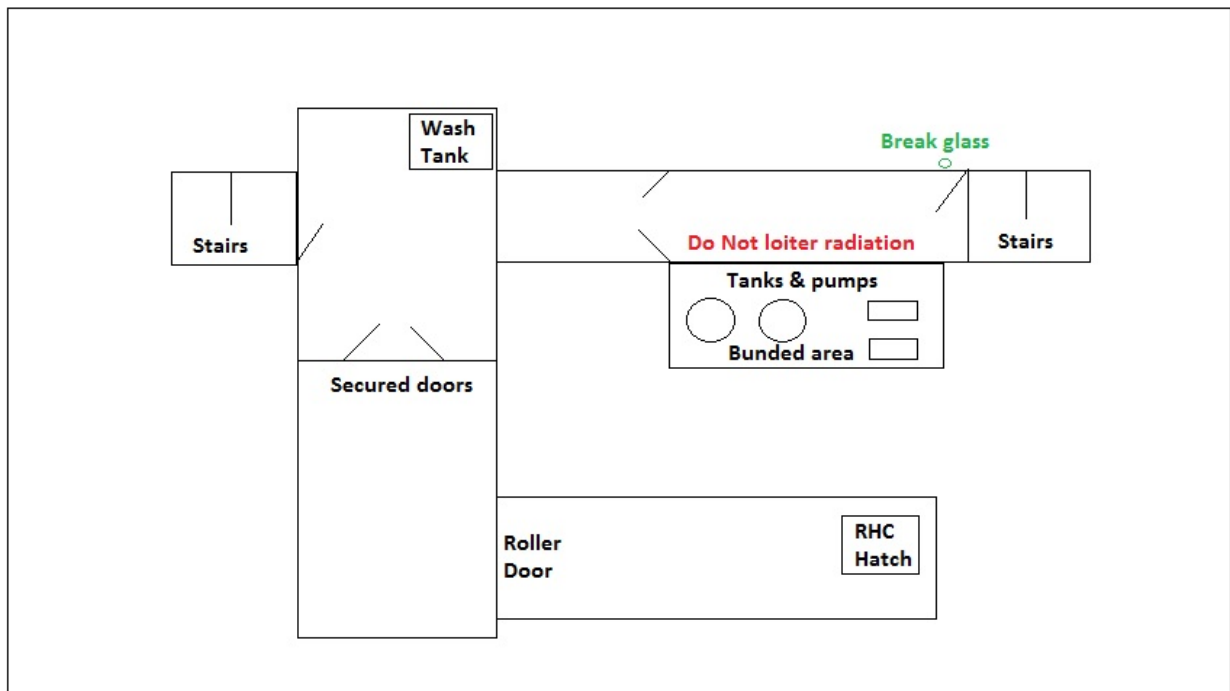 Wash
Tank
Break glass
Stairs
Do Not loiter radiation
Stairs
Tanks & pumps
Bunded area
Secured doors
Roller
Door
RHC
Hatch